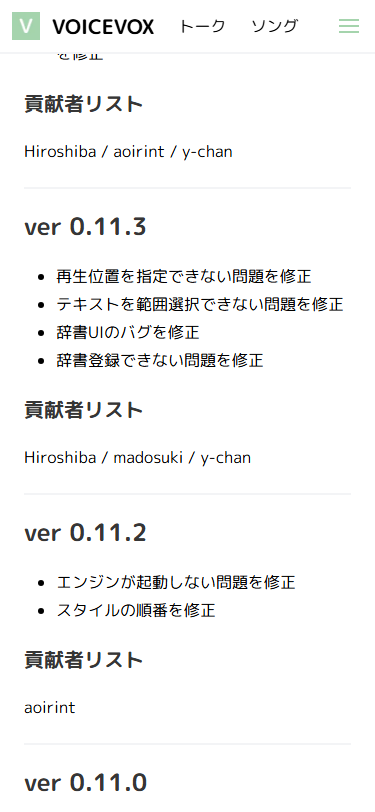 V VOICEVOX トーク ソング
を修正
貢献者リスト
Hiroshiba / aoirint / y-chan
ver 0.11.3
再生位置を指定できない問題を修正
テキストを範囲選択できない問題を修正
辞書UIのバグを修正
辞書登録できない問題を修正
貢献者リスト
Hiroshiba / madosuki / y-chan
ver 0.11.2
エンジンが起動しない問題を修正
スタイルの順番を修正
貢献者リスト
aoirint
ver 0.11.0